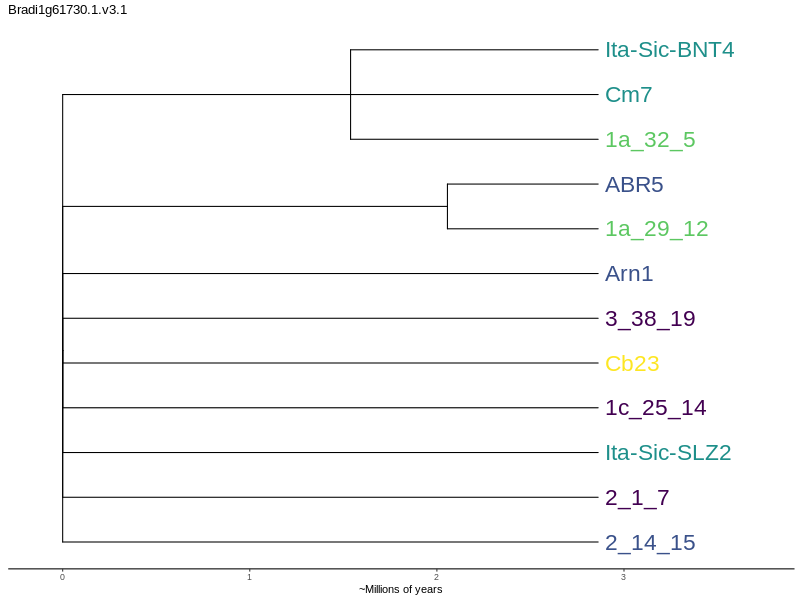 Bradi1g61730.1.v3.1
Ita-Sic-BNT4
Cm7
1a_32_5
ABR5
1a_29_12
Arn1
3_38_19
Cb23
1c_25_14
Ita-Sic-SLZ2
2_1_7
2_14_15
0 1 2 3
~Millions of years